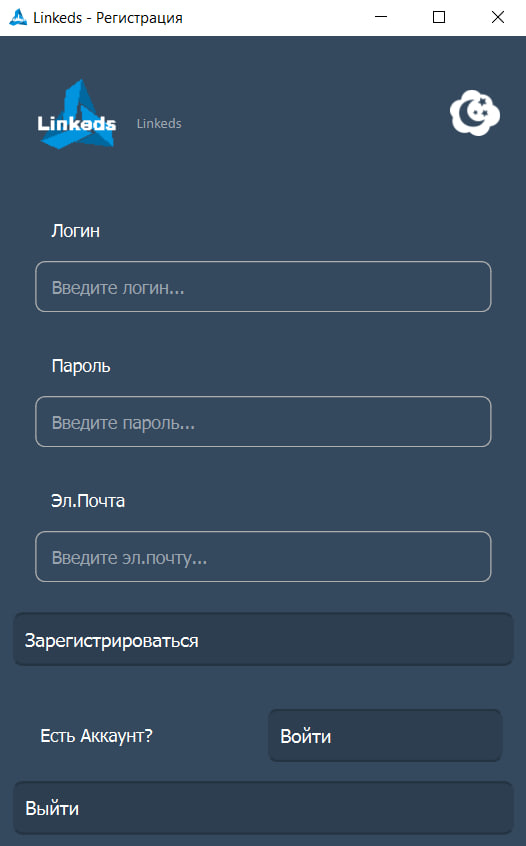 Linkeds - Регистрация
Linkeds
Linkeds
Логин
Введите логин...
Пароль
Введите пароль...
Эл.Почта
Введите эл.почту...
Зарегистрироваться
Есть Аккаунт?
Войти
Выйти